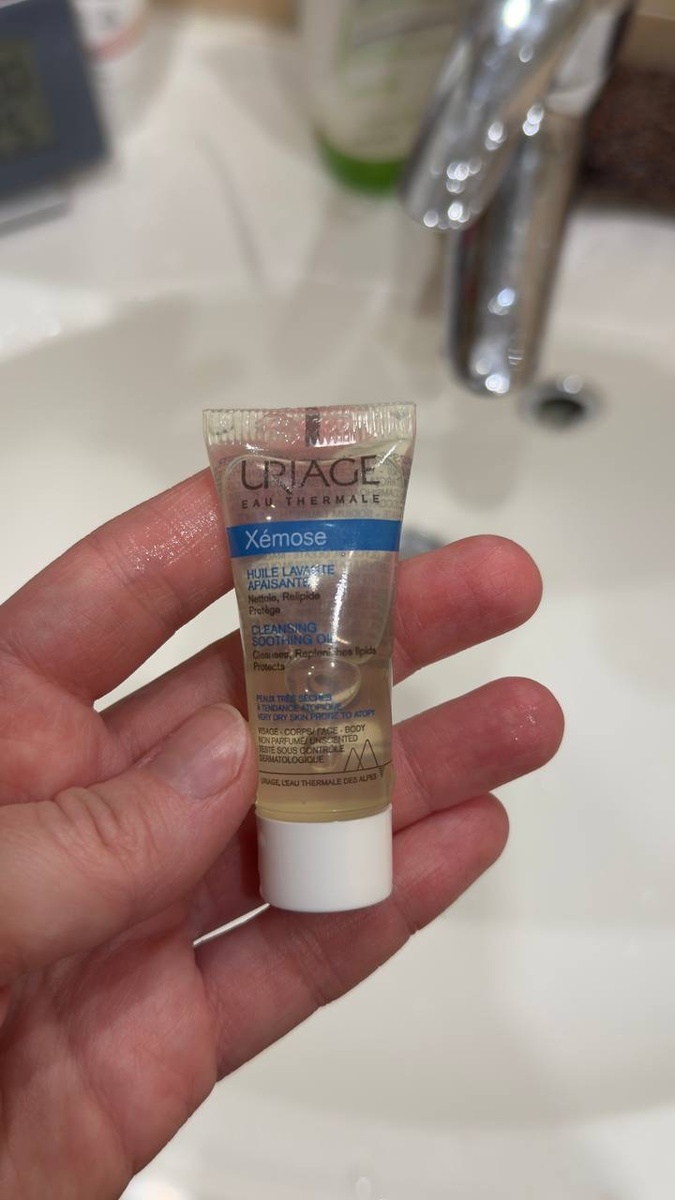 URIAGE
EAU THERMALE
Xémose
HUILE LAVANTE
APAISANTE
Nettoie, Relipide
Protège
CLEANSING
SOOTHING OIL
Cleanses, Replenishes lipids
Protects
PEAUX TRÈS SÈCHES
À TENDANCE ATOPIQUE
VERY DRY SKIN PRONE TO ATOPY
VISAGE - CORPS/ FACE - BODY
NON PARFUMÉ/ UNSCENTED
TESTÉ SOUS CONTRÔLE
DERMATOLOGIQUE
URIAGE, L'EAU THERMALE DES ALPES